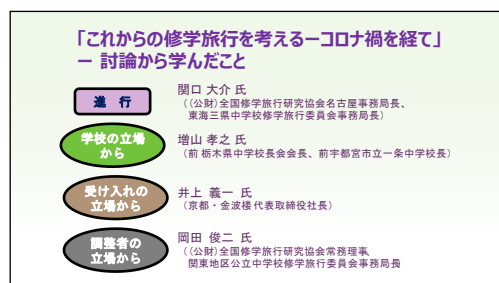 「これからの修学旅行を考えるーコロナ禍を経て」
－ 討論から学んだこと
進 行
関口 大介 氏
（（公財）全国修学旅行研究協会名古屋事務局長、
東海三県中学校修学旅行委員会事務局長）
学校の立場
から
増山 孝之 氏
（前 栃木県中学校長会会長、前宇都宮市立一条中学校長）
受け入れの
立場から
井上 義一 氏
（京都・金波楼代表取締役社長）
調整者の
立場から
岡田 俊二 氏
（（公財）全国修学旅行研究協会常務理事、
関東地区公立中学校修学旅行委員会事務局長